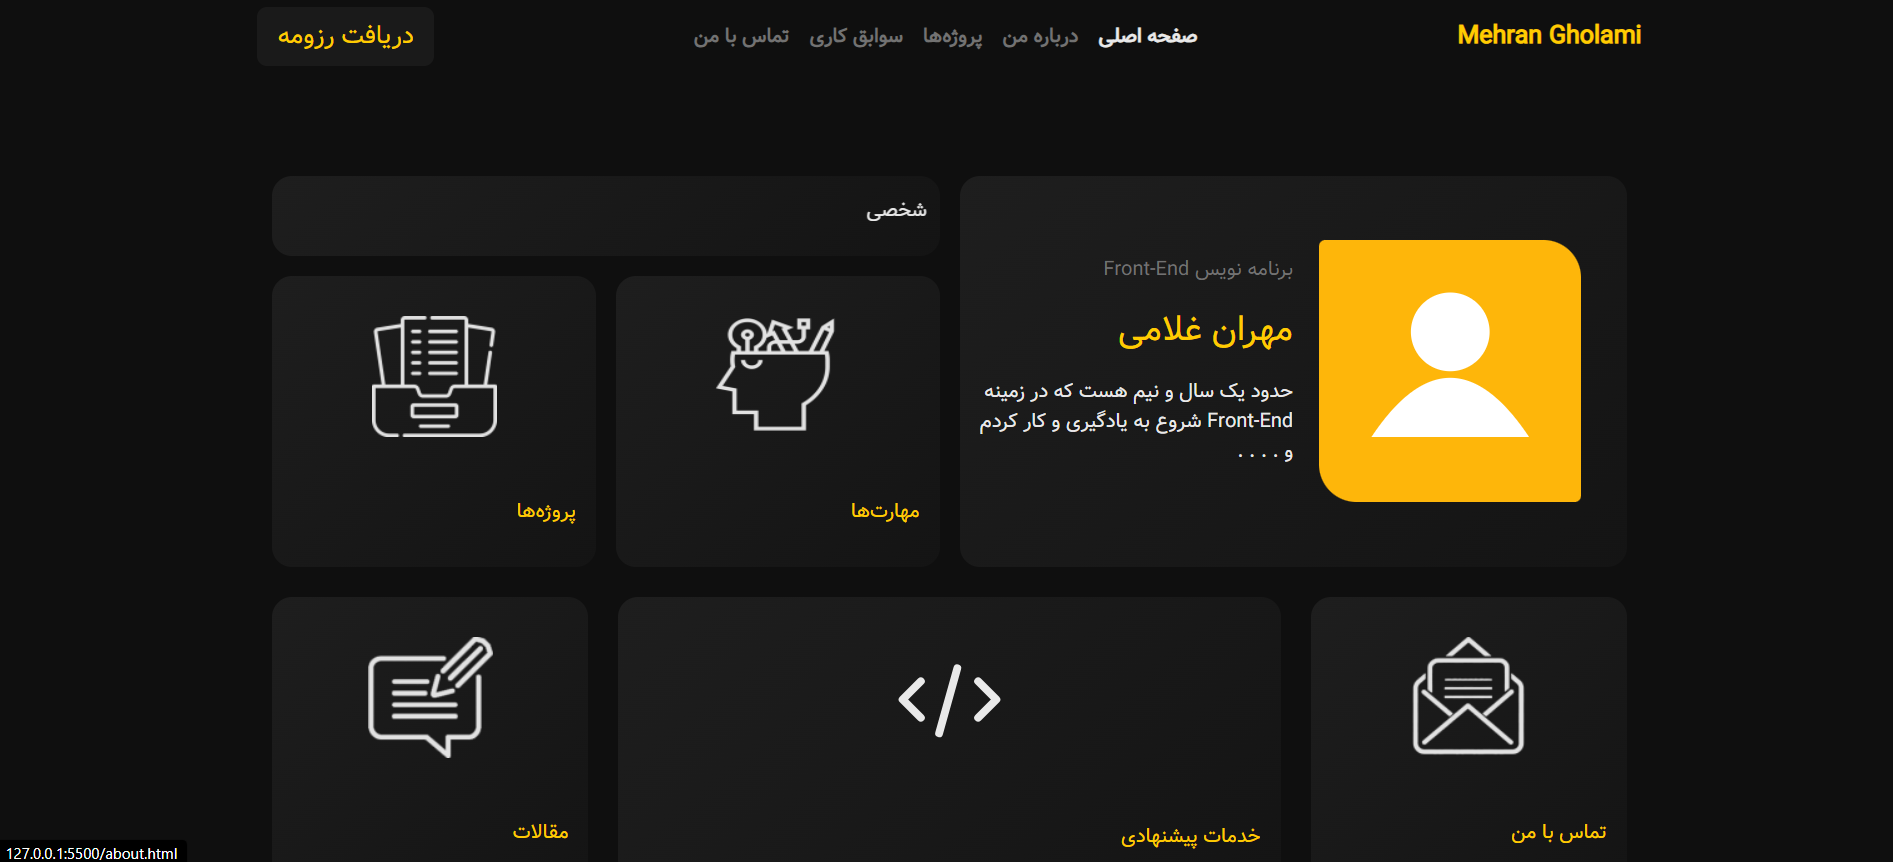 Mehran Gholami
صفحه اصلی
درباره من
پروژه‌ها
سوابق کاری
تماس با من
دریافت رزومه
برنامه نویس Front-End
مهران غلامی
حدود یک سال و نیم هست که در زمینه
Front-End شروع به یادگیری و کار کردم
و . . . .
شخصی
مهارت‌ها
پروژه‌ها
تماس با من
خدمات پیشنهادی
مقالات
127.0.0.1:5500/about.html